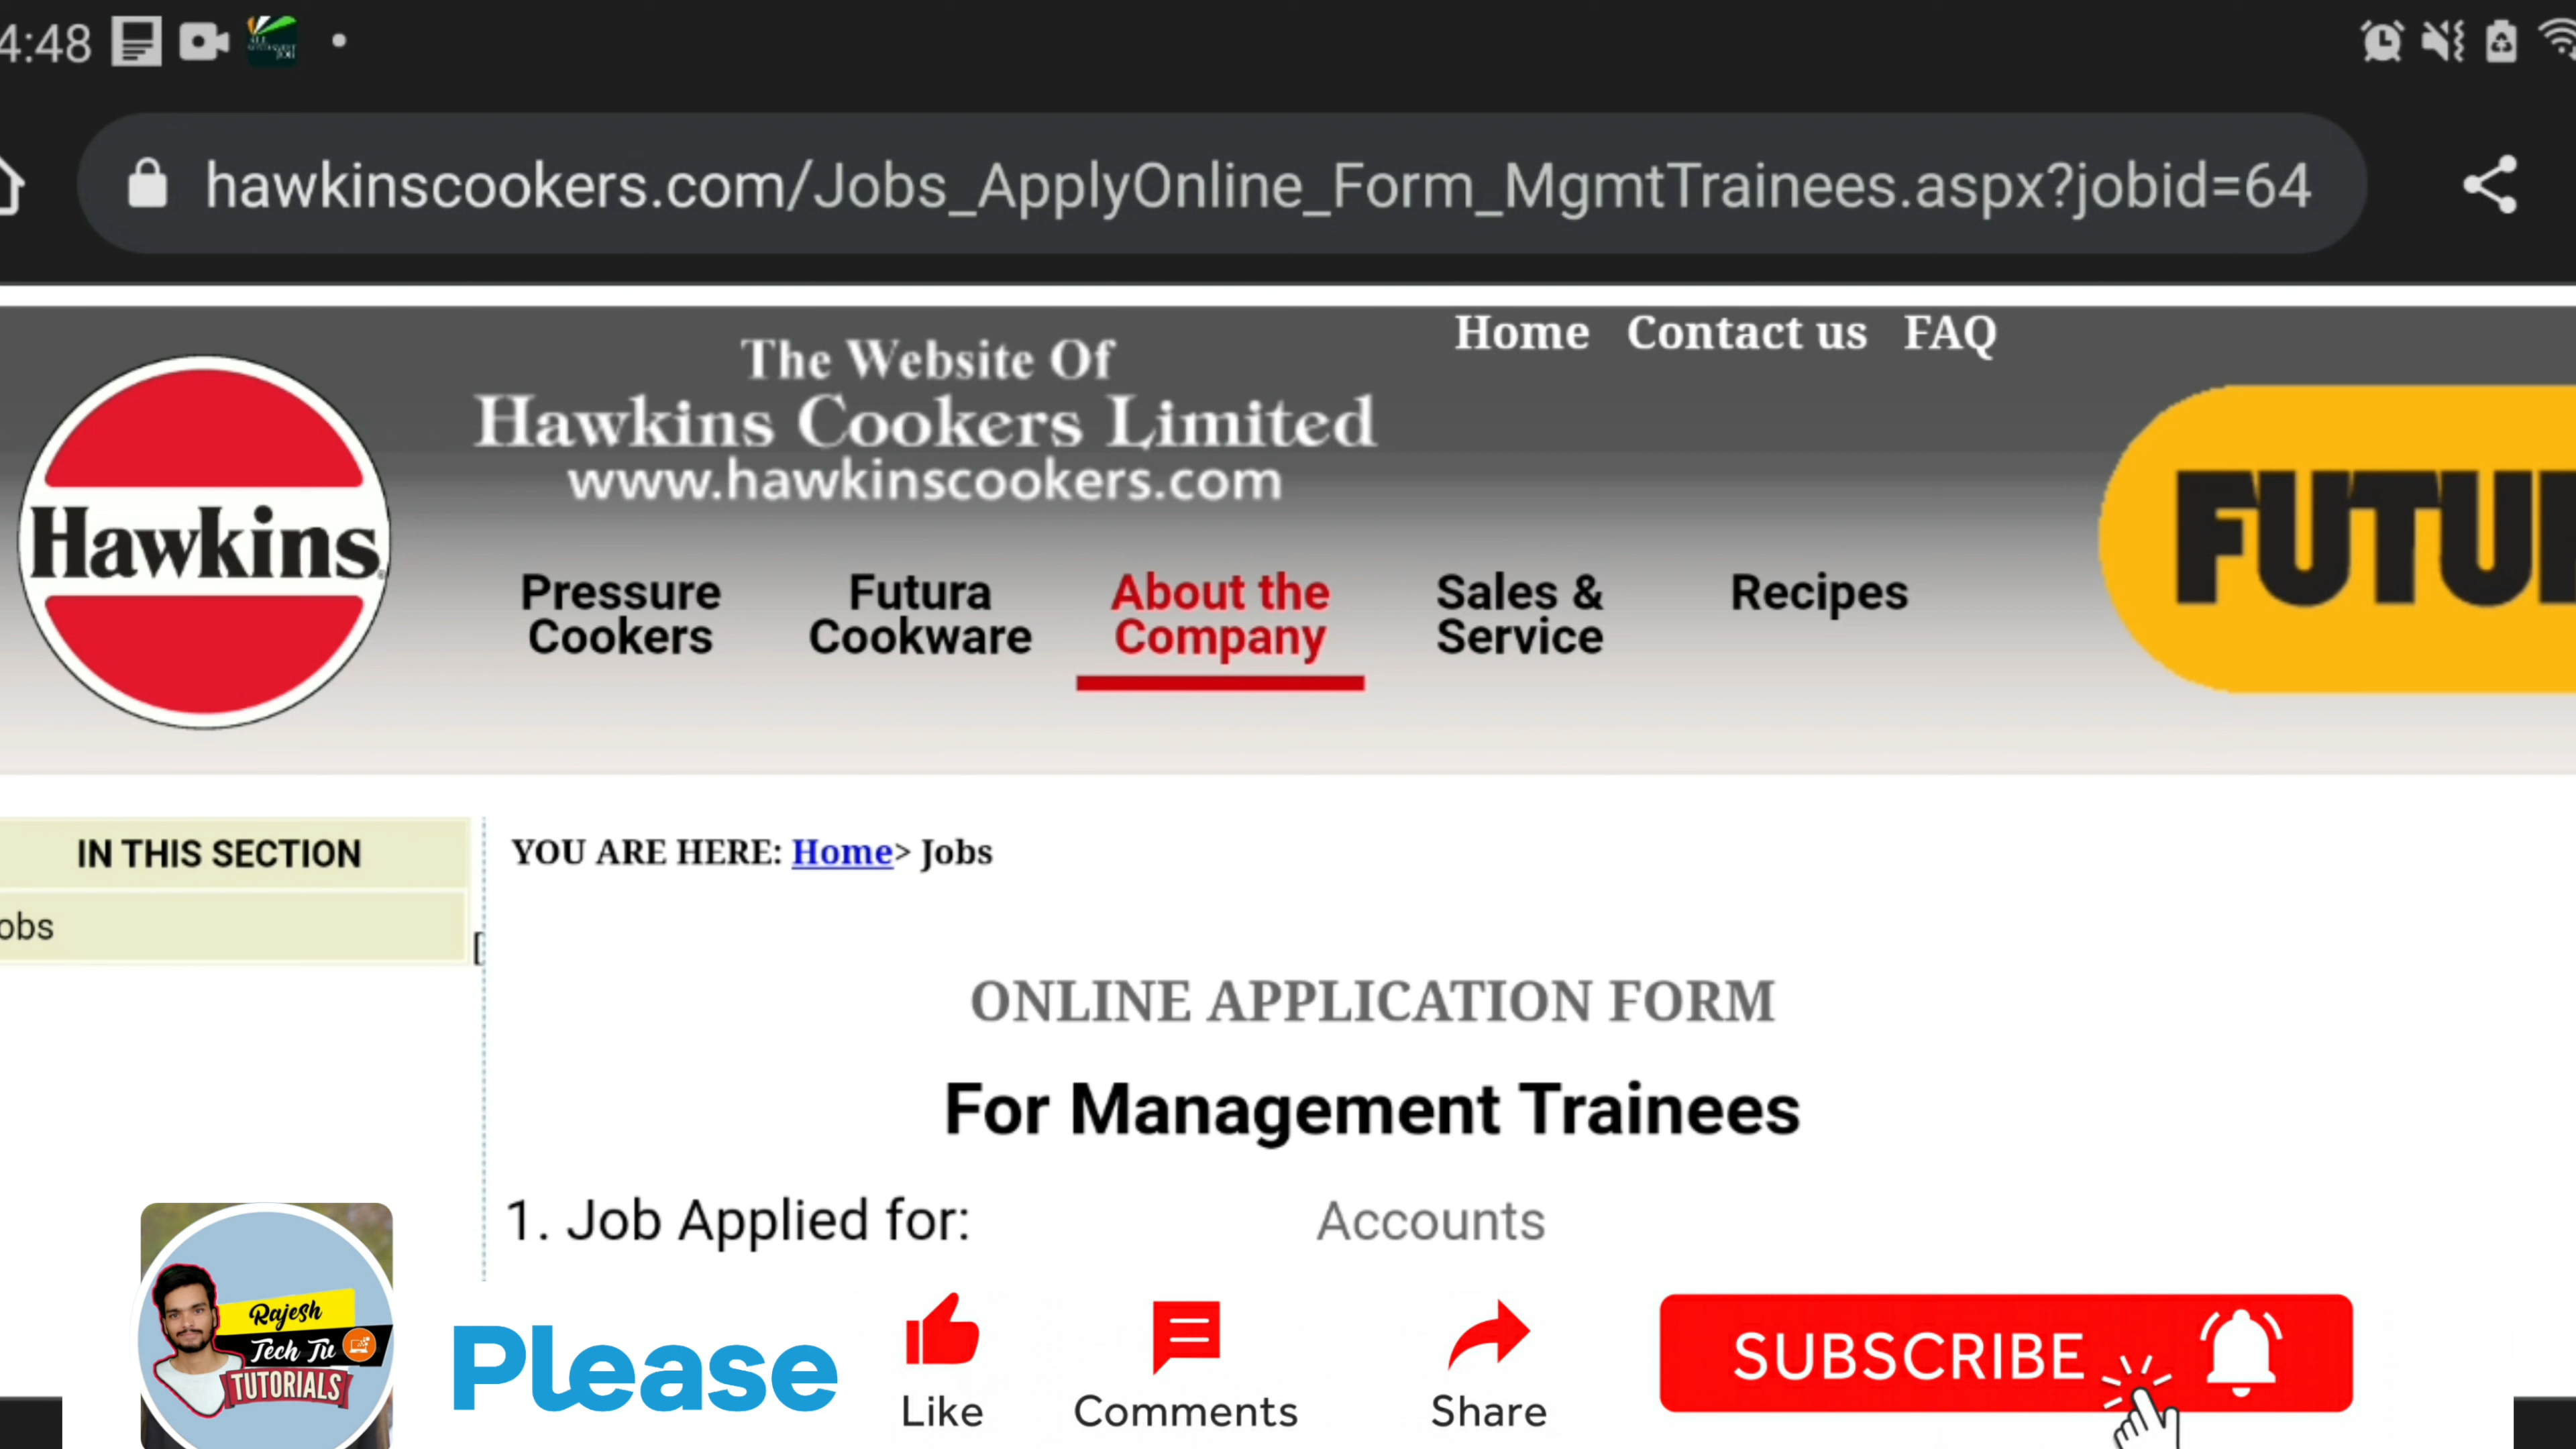 4:48
hawkinscookers.com/Jobs_ApplyOnline_Form_MgmtTrainees.aspx?jobid=64
Home Contact us FAQ
The Website Of
Hawkins Cookers Limited
www.hawkinscookers.com
Hawkins
Pressure Cookers
Futura Cookware
About the Company
Sales & Service
Recipes
FUTU
IN THIS SECTION
obs
YOU ARE HERE: Home> Jobs
[
ONLINE APPLICATION FORM
For Management Trainees
1. Job Applied for: Accounts
Rajesh
Tech Tu
TUTORIALS
Please
Like
Comments
Share
SUBSCRIBE